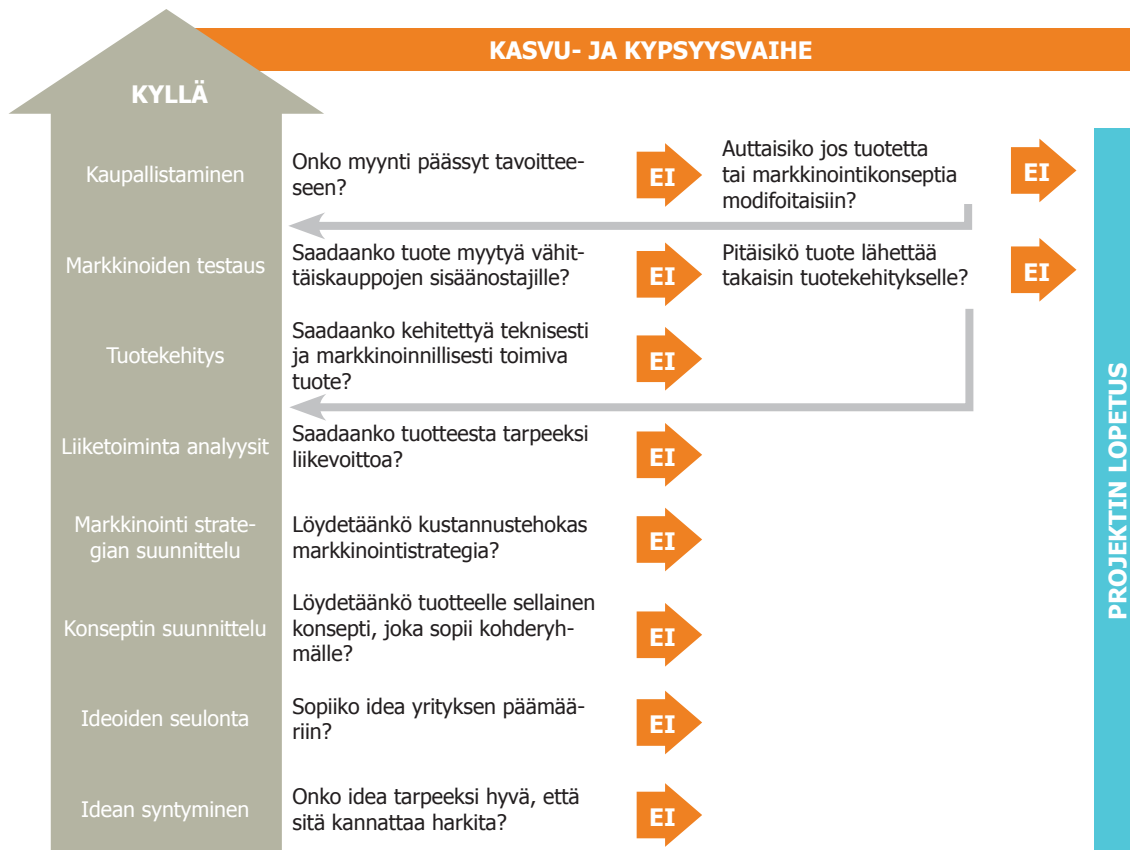 KASVU- JA KYPSYYSVAIHE
KYLLÄ
Kaupallistaminen
Onko myynti päässyt tavoittee-
seen?
EI
Auttaisiko jos tuotetta
tai markkinointikonseptia
modifoitaisiin?
EI
Markkinoiden testaus
Saadaanko tuote myytyä vähit-
täiskauppojen sisäänostajille?
EI
Pitäisikö tuote lähettää
takaisin tuotekehitykselle?
EI
Tuotekehitys
Saadaanko kehitettyä teknisesti
ja markkinoinnillisesti toimiva
tuote?
EI
Liiketoiminta analyysit
Saadaanko tuotteesta tarpeeksi
liikevoittoa?
EI
Markkinointi strate-
gian suunnittelu
Löydetäänkö kustannustehokas
markkinointistrategia?
EI
Konseptin suunnittelu
Löydetäänkö tuotteelle sellainen
konsepti, joka sopii kohderyh-
mälle?
EI
Ideoiden seulonta
Sopiiko idea yrityksen päämää-
riin?
EI
Idean syntyminen
Onko idea tarpeeksi hyvä, että
sitä kannattaa harkita?
EI
PROJEKTIN LOPETUS